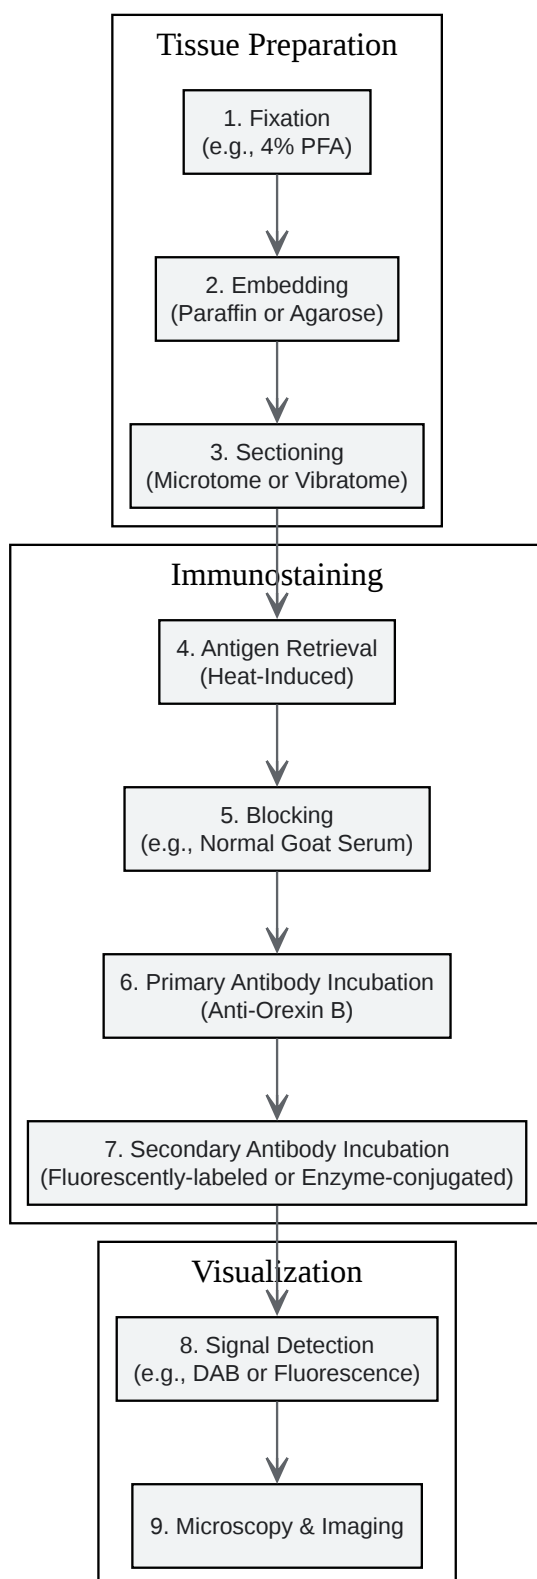 Tissue Preparation
1. Fixation
(e.g., 4% PFA)
2. Embedding
(Paraffin or Agarose)
3. Sectioning
(Microtome or Vibratome)
Immunostaining
4. Antigen Retrieval
(Heat-Induced)
5. Blocking
(e.g., Normal Goat Serum)
6. Primary Antibody Incubation
(Anti-Orexin B)
7. Secondary Antibody Incubation
(Fluorescently-labeled or Enzyme-conjugated)
Visualization
8. Signal Detection
(e.g., DAB or Fluorescence)
9. Microscopy & Imaging